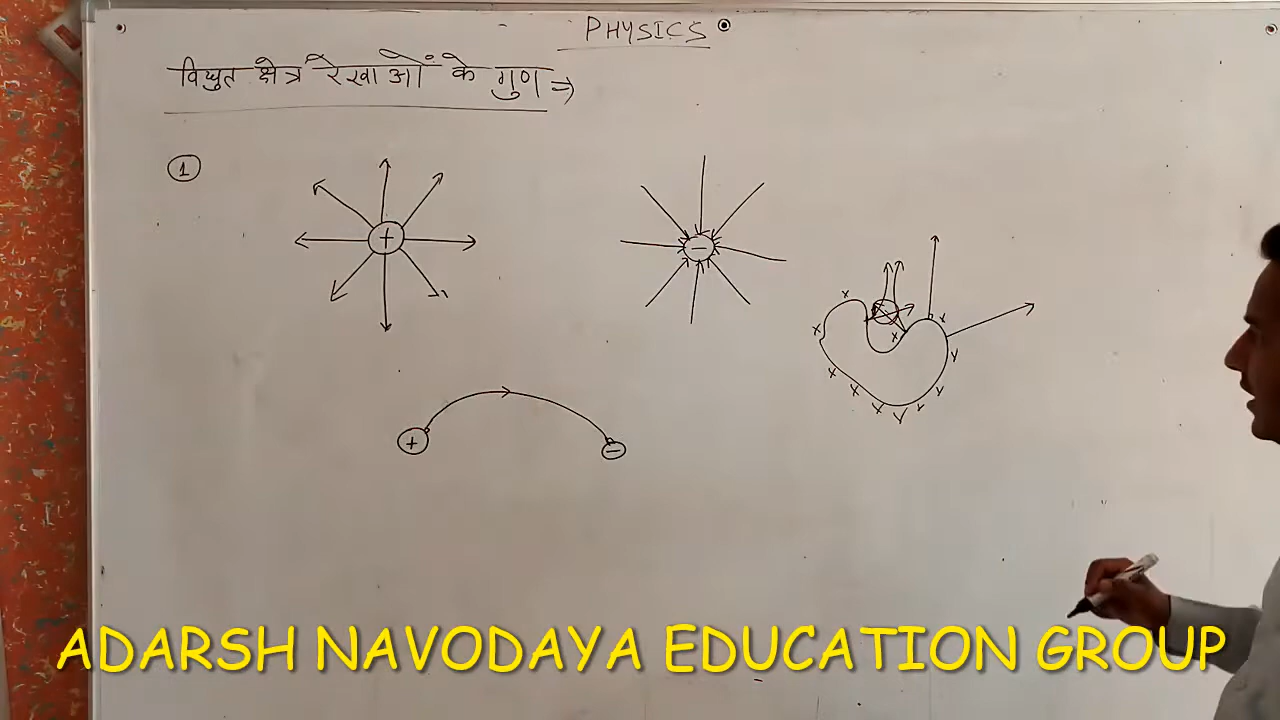 PHYSICS
विद्युत क्षेत्र रेखाओं के गुण ⇒
1
+
−
+
−
ADARSH NAVODAYA EDUCATION GROUP